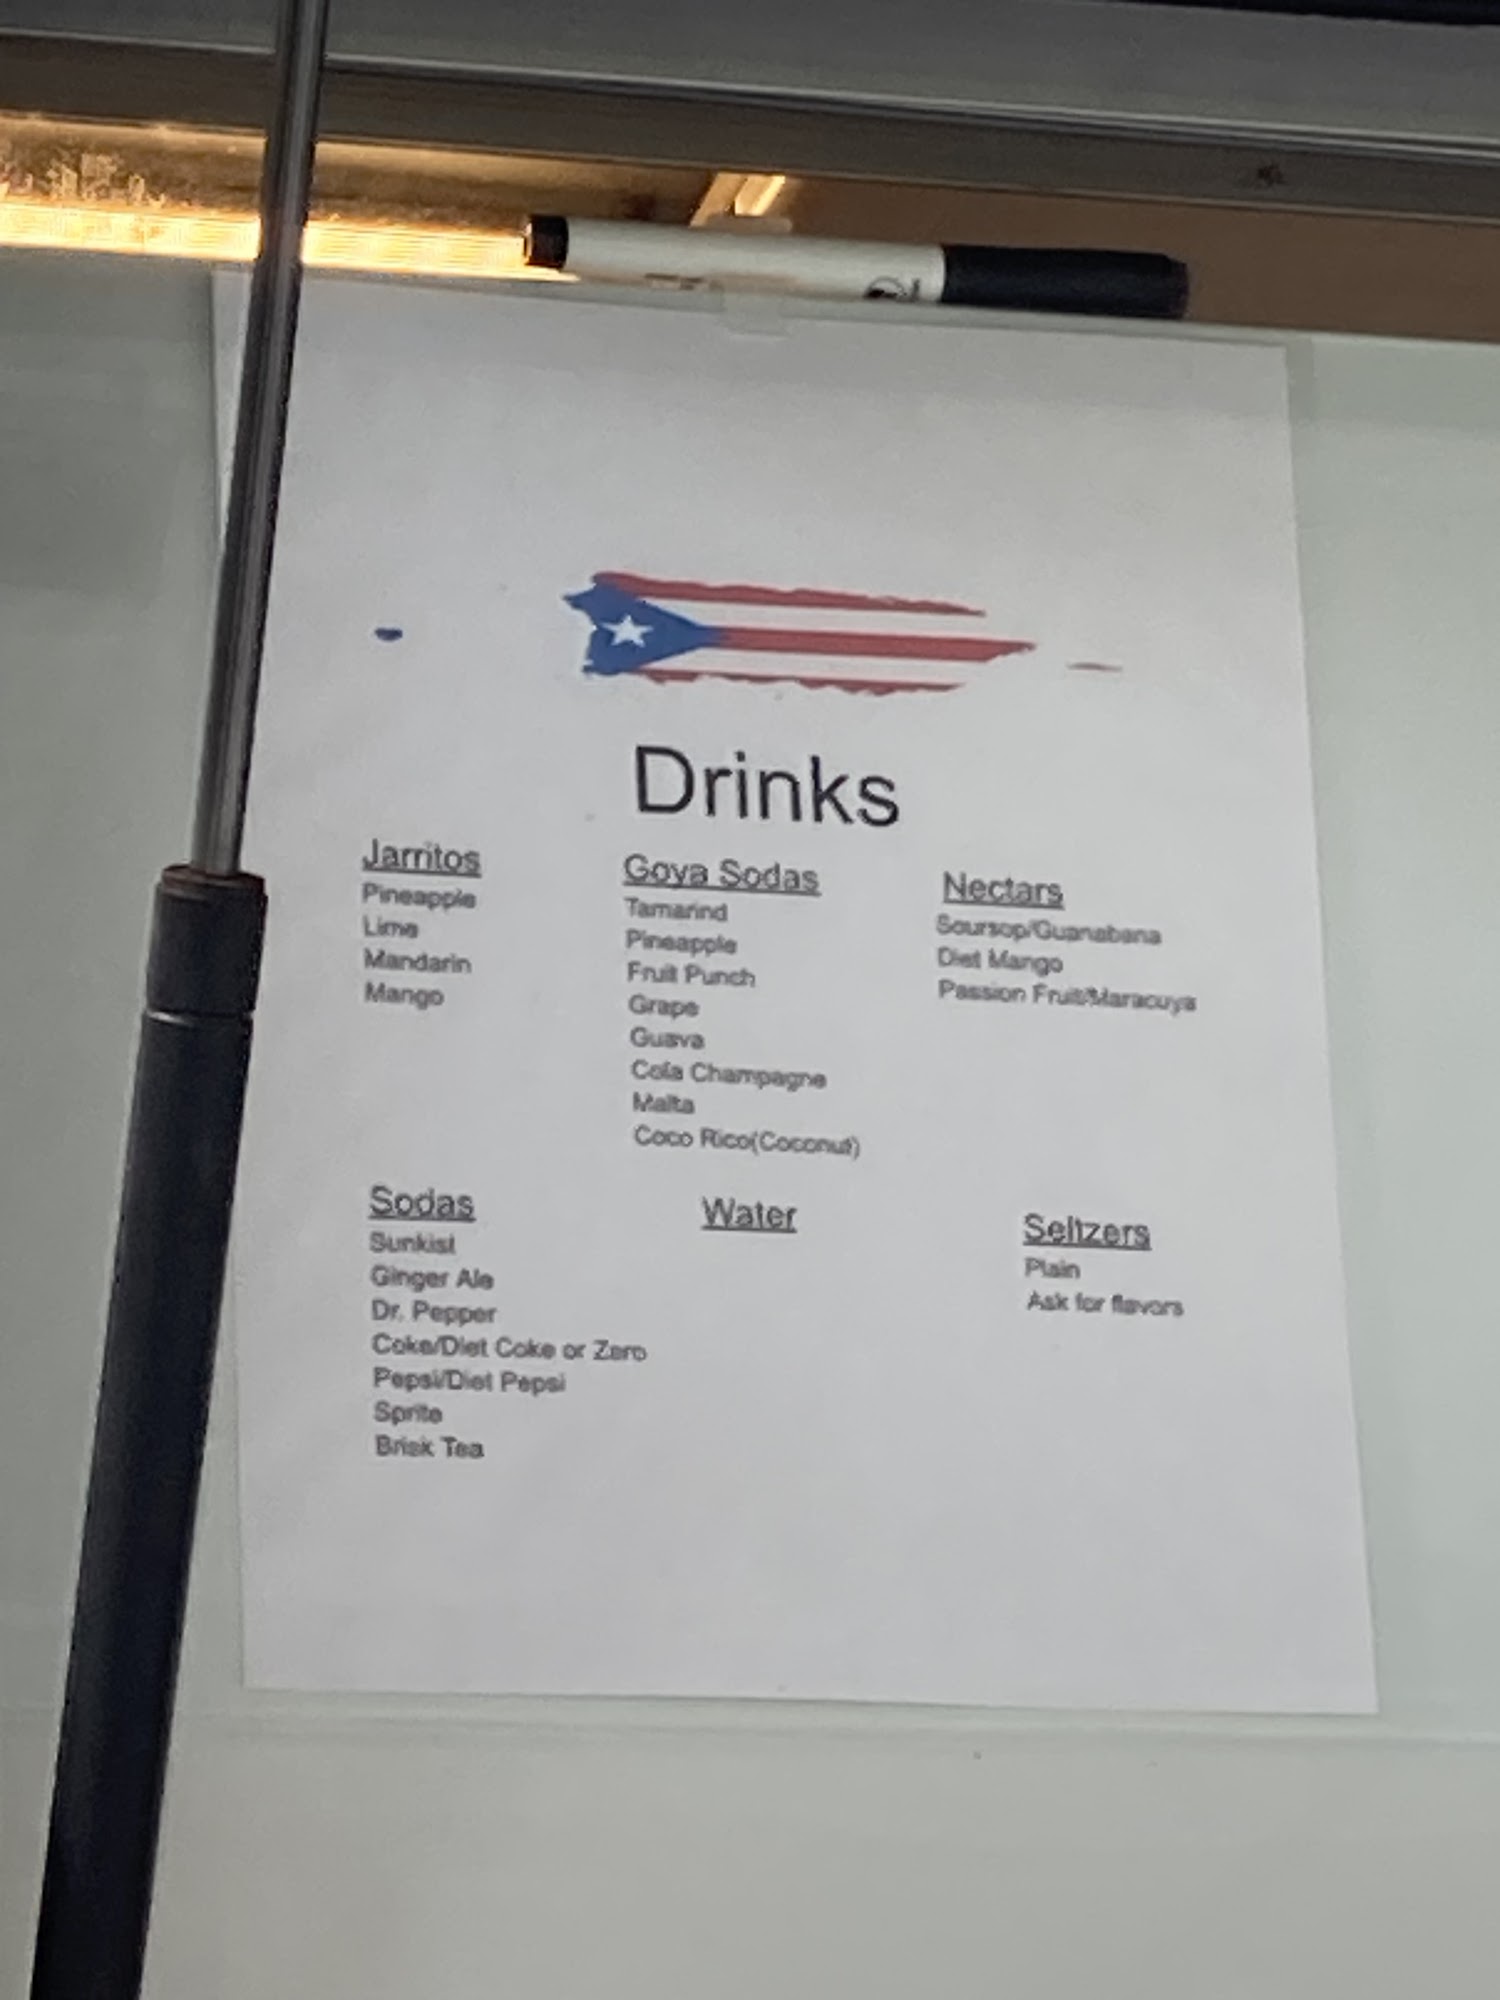 Drinks
Jarritos
Pineapple
Lime
Mandarin
Mango
Goya Sodas
Tamarind
Pineapple
Fruit Punch
Grape
Guava
Cola Champagne
Malta
Coco Rico(Coconut)
Nectars
Soursop/Guanabana
Diet Mango
Passion Fruit/Maracuya
Sodas
Sunkist
Ginger Ale
Dr. Pepper
Coke/Diet Coke or Zero
Pepsi/Diet Pepsi
Sprite
Brisk Tea
Water
Seltzers
Plain
Ask for flavors